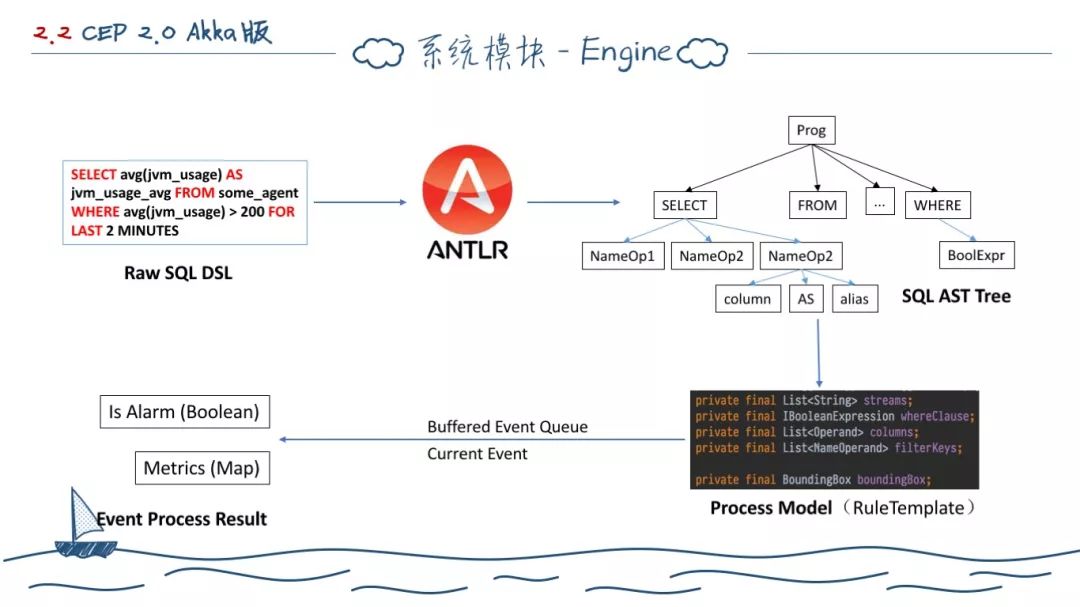 2.2 CEP 2.0 Akka版
系统模块 - Engine
SELECT avg(jvm_usage) AS
jvm_usage_avg FROM some_agent
WHERE avg(jvm_usage) > 200 FOR
LAST 2 MINUTES
Raw SQL DSL
ANTLR
Prog
SELECT
FROM
...
WHERE
NameOp1
NameOp2
NameOp2
BoolExpr
column
AS
alias
SQL AST Tree
private final List<String> streams;
private final IBooleanExpression whereClause;
private final List<Operand> columns;
private final List<NameOperand> filterKeys;
private final BoundingBox boundingBox;
Process Model（RuleTemplate）
Buffered Event Queue
Current Event
Is Alarm (Boolean)
Metrics (Map)
Event Process Result